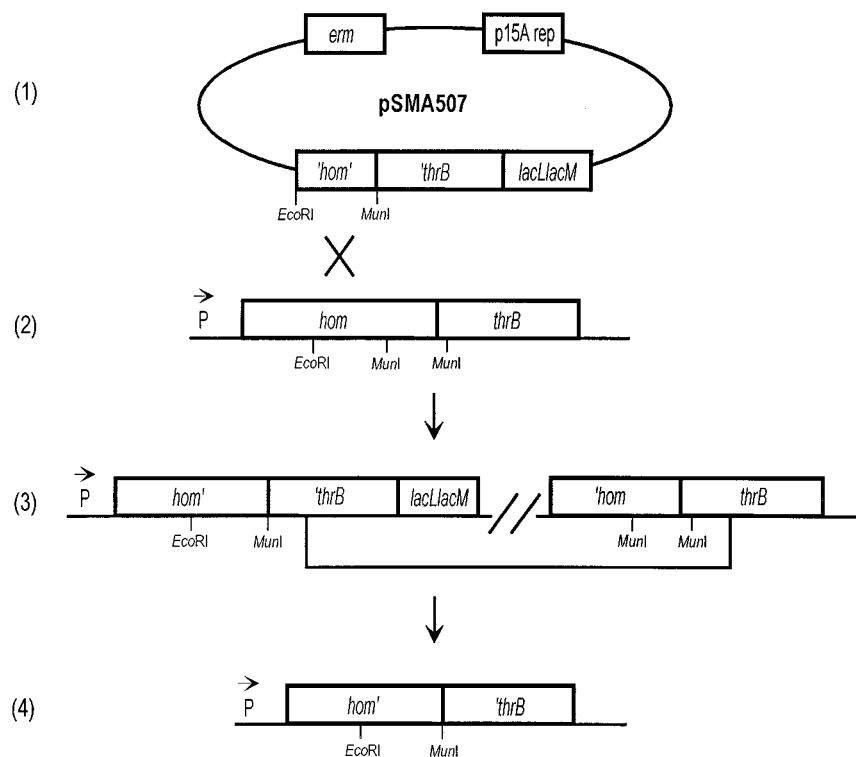 erm p15A rep
(1)
pSMA507
'hom' 'thrB lacLlacM
EcoRI MunI
P
(2) hom thrB
EcoRI MunI MunI
P
(3) hom' 'thrB lacLlacM 'hom thrB
EcoRI MunI MunI MunI
P
(4) hom' 'thrB
EcoRI MunI